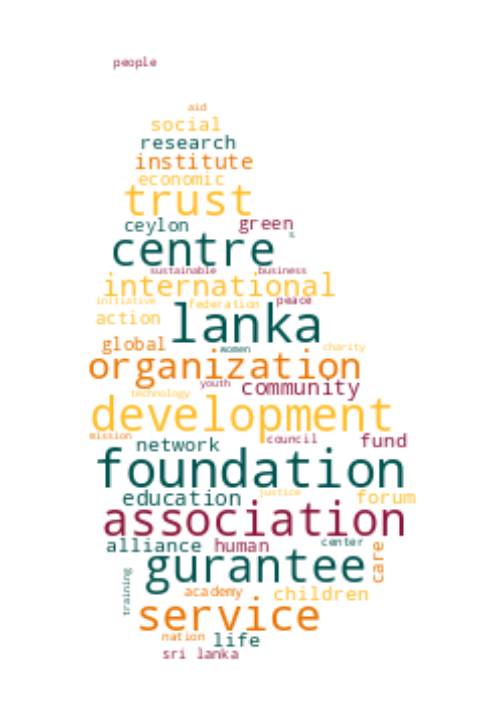 people
aid
social
research
institute
economic
trust
ceylon green
s
centre
sustainable business
international
initiative federation peace
action lanka
global women charity
organization
youth community
technology
development
mission network council fund
foundation
education justice forum
association
alliance human center
gurantee care
training academy children
service
nation life
sri lanka